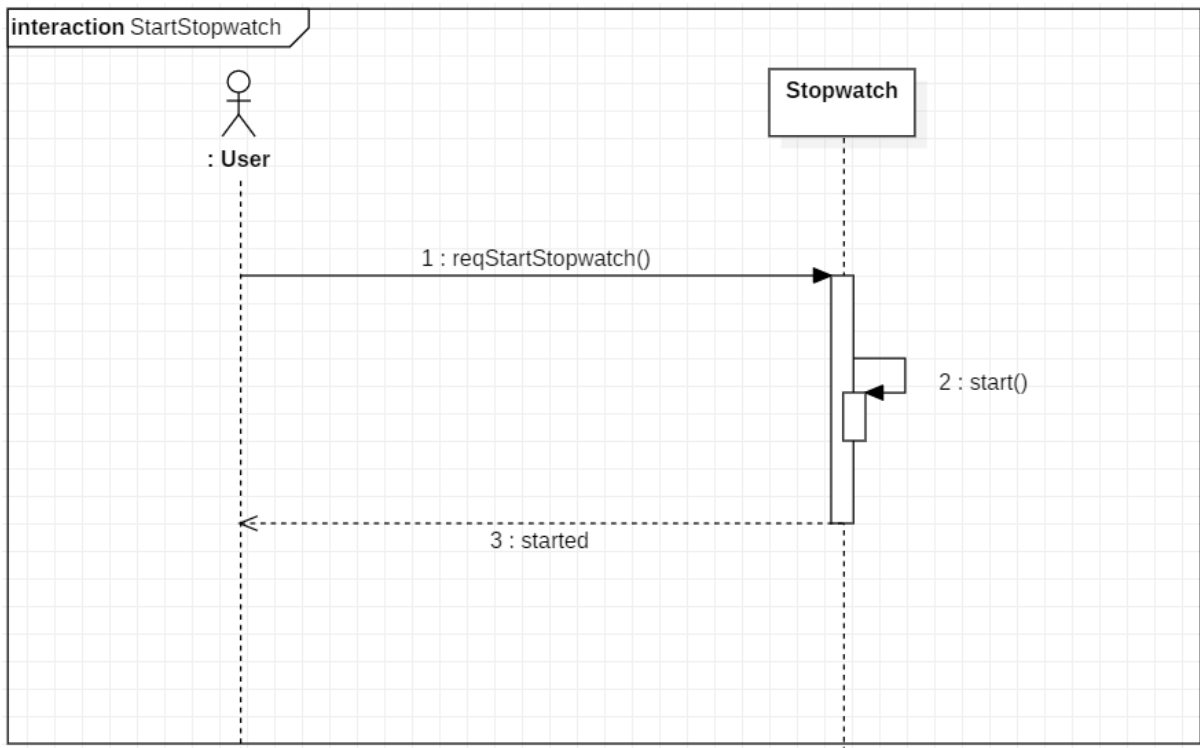 interaction StartStopwatch
Stopwatch
: User
1 : reqStartStopwatch()
2 : start()
3 : started